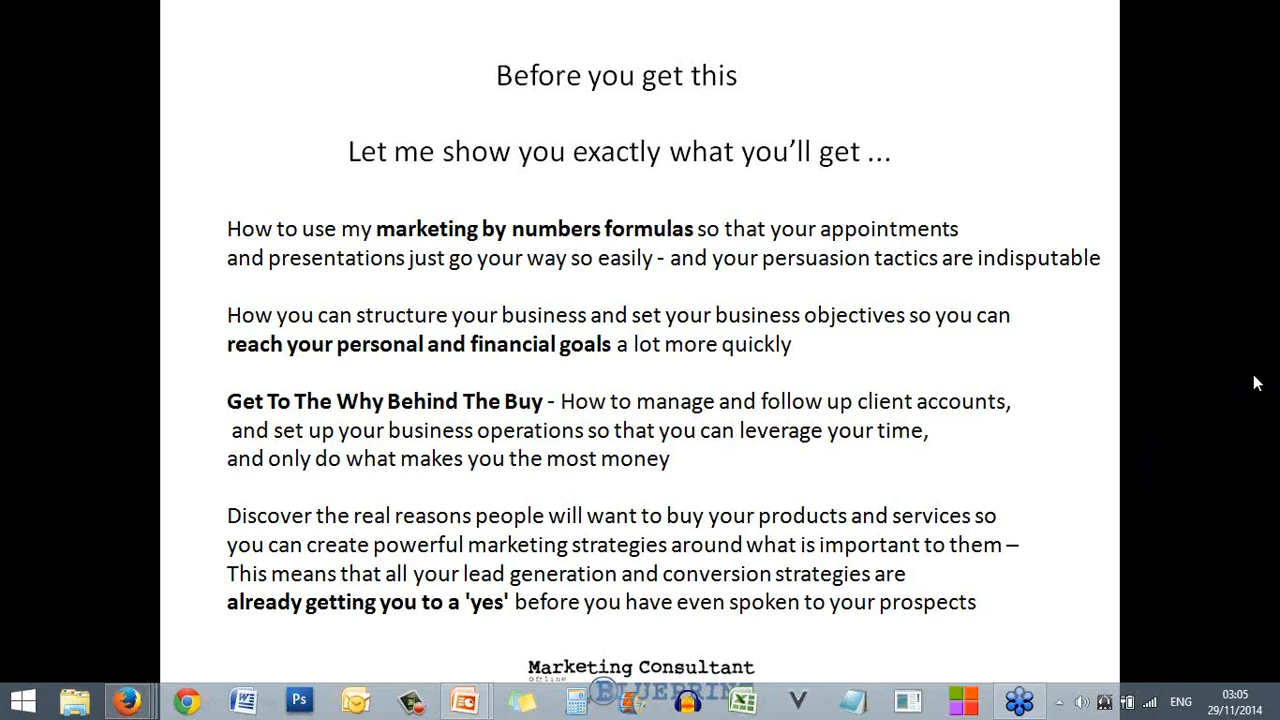 Before you get this
Let me show you exactly what you’ll get ...
How to use my marketing by numbers formulas so that your appointments
and presentations just go your way so easily - and your persuasion tactics are indisputable
How you can structure your business and set your business objectives so you can
reach your personal and financial goals a lot more quickly
Get To The Why Behind The Buy - How to manage and follow up client accounts,
and set up your business operations so that you can leverage your time,
and only do what makes you the most money
Discover the real reasons people will want to buy your products and services so
you can create powerful marketing strategies around what is important to them –
This means that all your lead generation and conversion strategies are
already getting you to a 'yes' before you have even spoken to your prospects
Marketing Consultant
Offline
ENG
03:05
29/11/2014